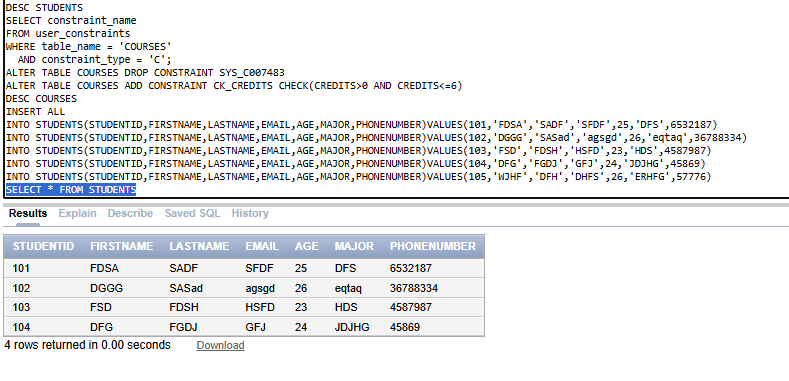 DESC STUDENTS
SELECT constraint_name
FROM user_constraints
WHERE table_name = 'COURSES'
  AND constraint_type = 'C';
ALTER TABLE COURSES DROP CONSTRAINT SYS_C007483
ALTER TABLE COURSES ADD CONSTRAINT CK_CREDITS CHECK(CREDITS>0 AND CREDITS<=6)
DESC COURSES
INSERT ALL
INTO STUDENTS(STUDENTID,FIRSTNAME,LASTNAME,EMAIL,AGE,MAJOR,PHONENUMBER)VALUES(101,'FDSA','SADF','SFDF',25,'DFS',6532187)
INTO STUDENTS(STUDENTID,FIRSTNAME,LASTNAME,EMAIL,AGE,MAJOR,PHONENUMBER)VALUES(102,'DGGG','SASad','agsgd',26,'eqtaq',36788334)
INTO STUDENTS(STUDENTID,FIRSTNAME,LASTNAME,EMAIL,AGE,MAJOR,PHONENUMBER)VALUES(103,'FSD','FDSH','HSFD',23,'HDS',4587987)
INTO STUDENTS(STUDENTID,FIRSTNAME,LASTNAME,EMAIL,AGE,MAJOR,PHONENUMBER)VALUES(104,'DFG','FGDJ','GFJ',24,'JDJHG',45869)
INTO STUDENTS(STUDENTID,FIRSTNAME,LASTNAME,EMAIL,AGE,MAJOR,PHONENUMBER)VALUES(105,'WJHF','DFH','DHFS',26,'ERHFG',57776)
SELECT * FROM STUDENTS
Results Explain Describe Saved SQL History
STUDENTID FIRSTNAME LASTNAME EMAIL AGE MAJOR PHONENUMBER
101 FDSA SADF SFDF 25 DFS 6532187
102 DGGG SASad agsgd 26 eqtaq 36788334
103 FSD FDSH HSFD 23 HDS 4587987
104 DFG FGDJ GFJ 24 JDJHG 45869
4 rows returned in 0.00 seconds Download